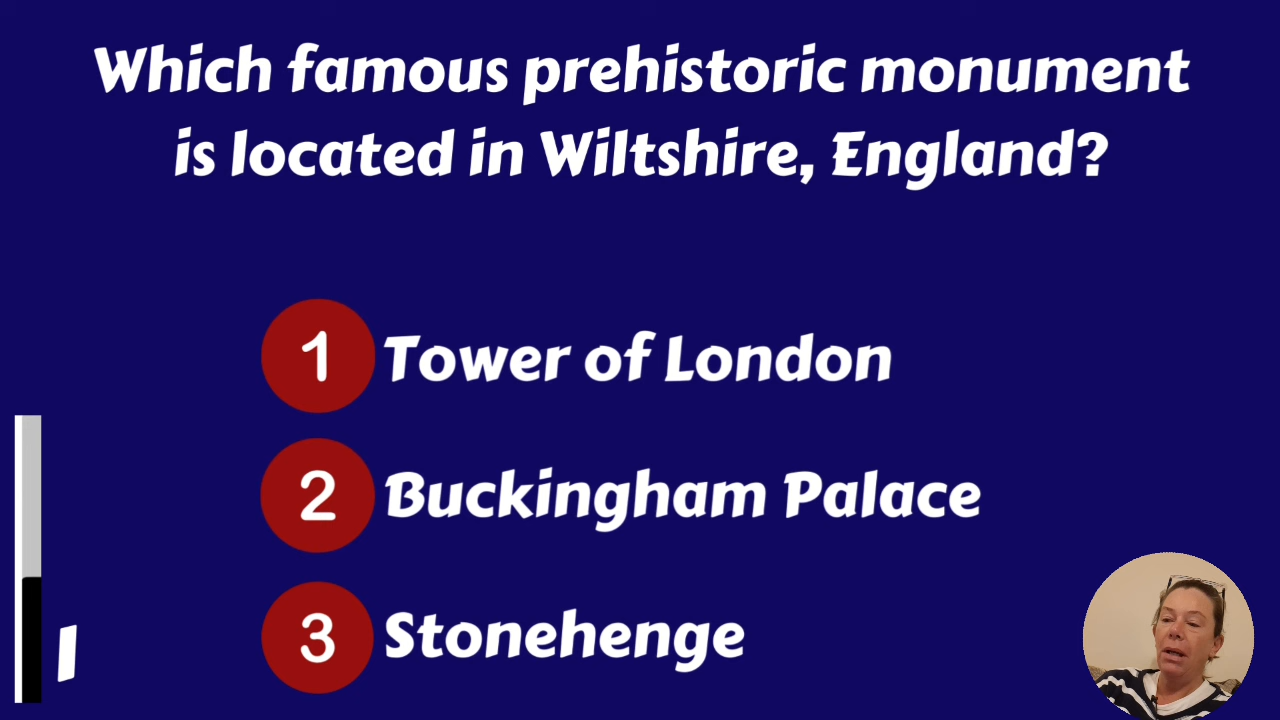 Which famous prehistoric monument
is located in Wiltshire, England?
1 Tower of London
2 Buckingham Palace
3 Stonehenge
1